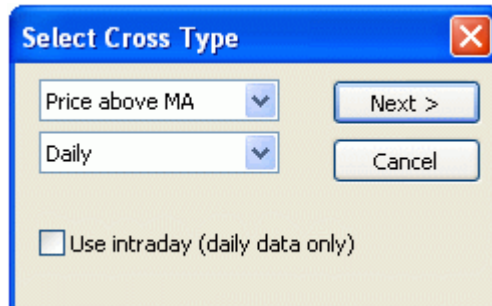 Select Cross Type
Price above MA
Next >
Daily
Cancel
Use intraday (daily data only)